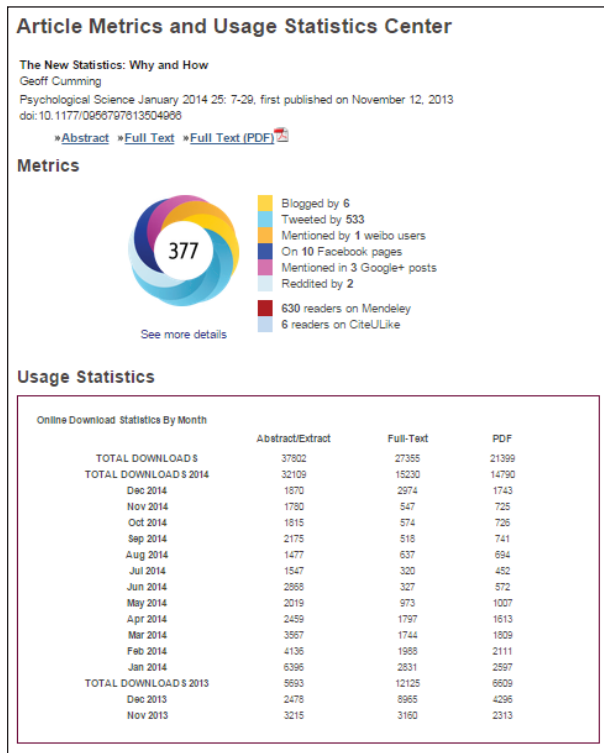 Article Metrics and Usage Statistics Center
The New Statistics: Why and How
Geoff Cumming
Psychological Science January 2014 25: 7-29, first published on November 12, 2013
doi:10.1177/0956797613504966
»Abstract »Full Text »Full Text (PDF)
Metrics
377
See more details
Blogged by 6
Tweeted by 533
Mentioned by 1 weibo users
On 10 Facebook pages
Mentioned in 3 Google+ posts
Reddited by 2
630 readers on Mendeley
6 readers on CiteULike
Usage Statistics
Online Download Statistics By Month
Abstract/Extract Full-Text PDF
TOTAL DOWNLOADS 37802 27355 21399
TOTAL DOWNLOADS 2014 32109 15230 14790
Dec 2014 1870 2974 1743
Nov 2014 1780 547 725
Oct 2014 1815 574 726
Sep 2014 2175 518 741
Aug 2014 1477 637 694
Jul 2014 1547 320 452
Jun 2014 2868 327 572
May 2014 2019 973 1007
Apr 2014 2459 1797 1613
Mar 2014 3567 1744 1809
Feb 2014 4136 1988 2111
Jan 2014 6396 2831 2597
TOTAL DOWNLOADS 2013 5693 12125 6609
Dec 2013 2478 8965 4296
Nov 2013 3215 3160 2313